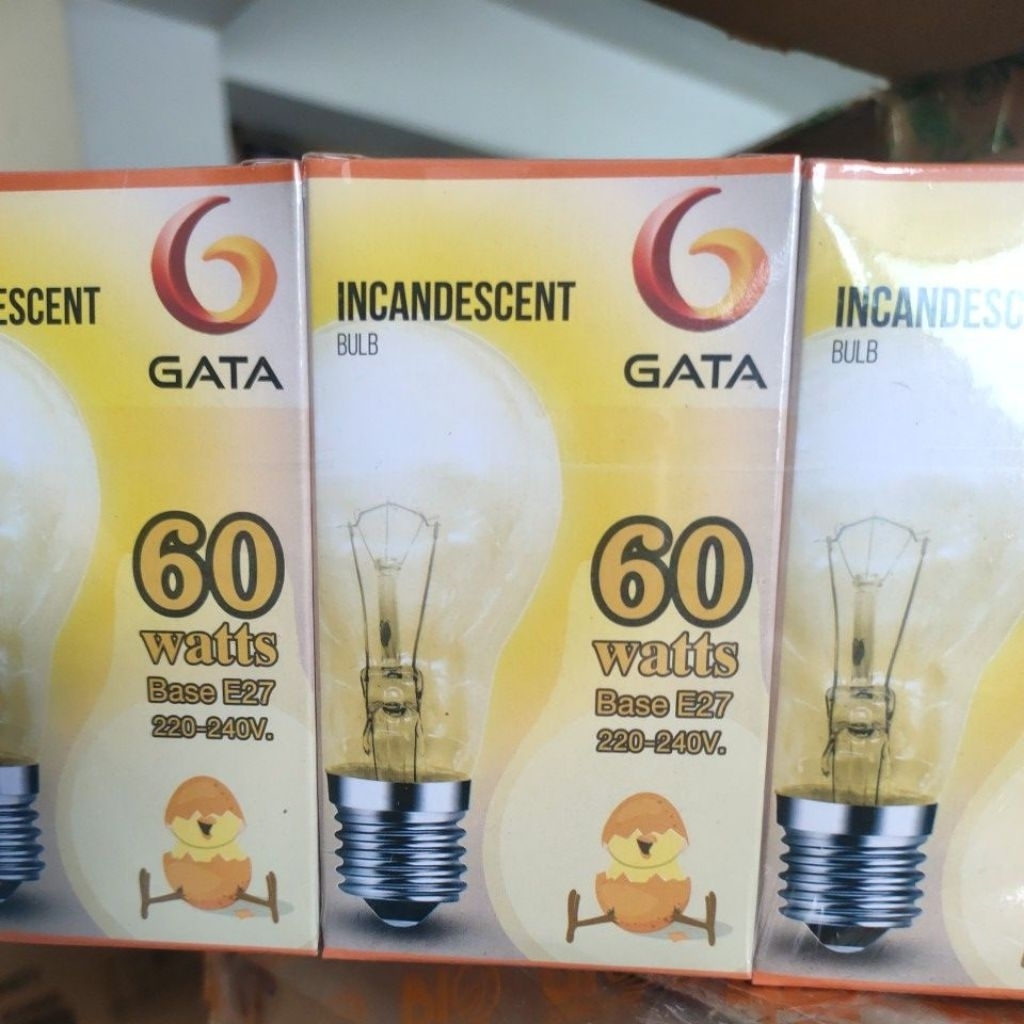 ESCENT
GATA
60
watts
Base E27
220-240V.
INCANDESCENT
BULB
GATA
60
watts
Base E27
220-240V.
INCANDESC
BULB